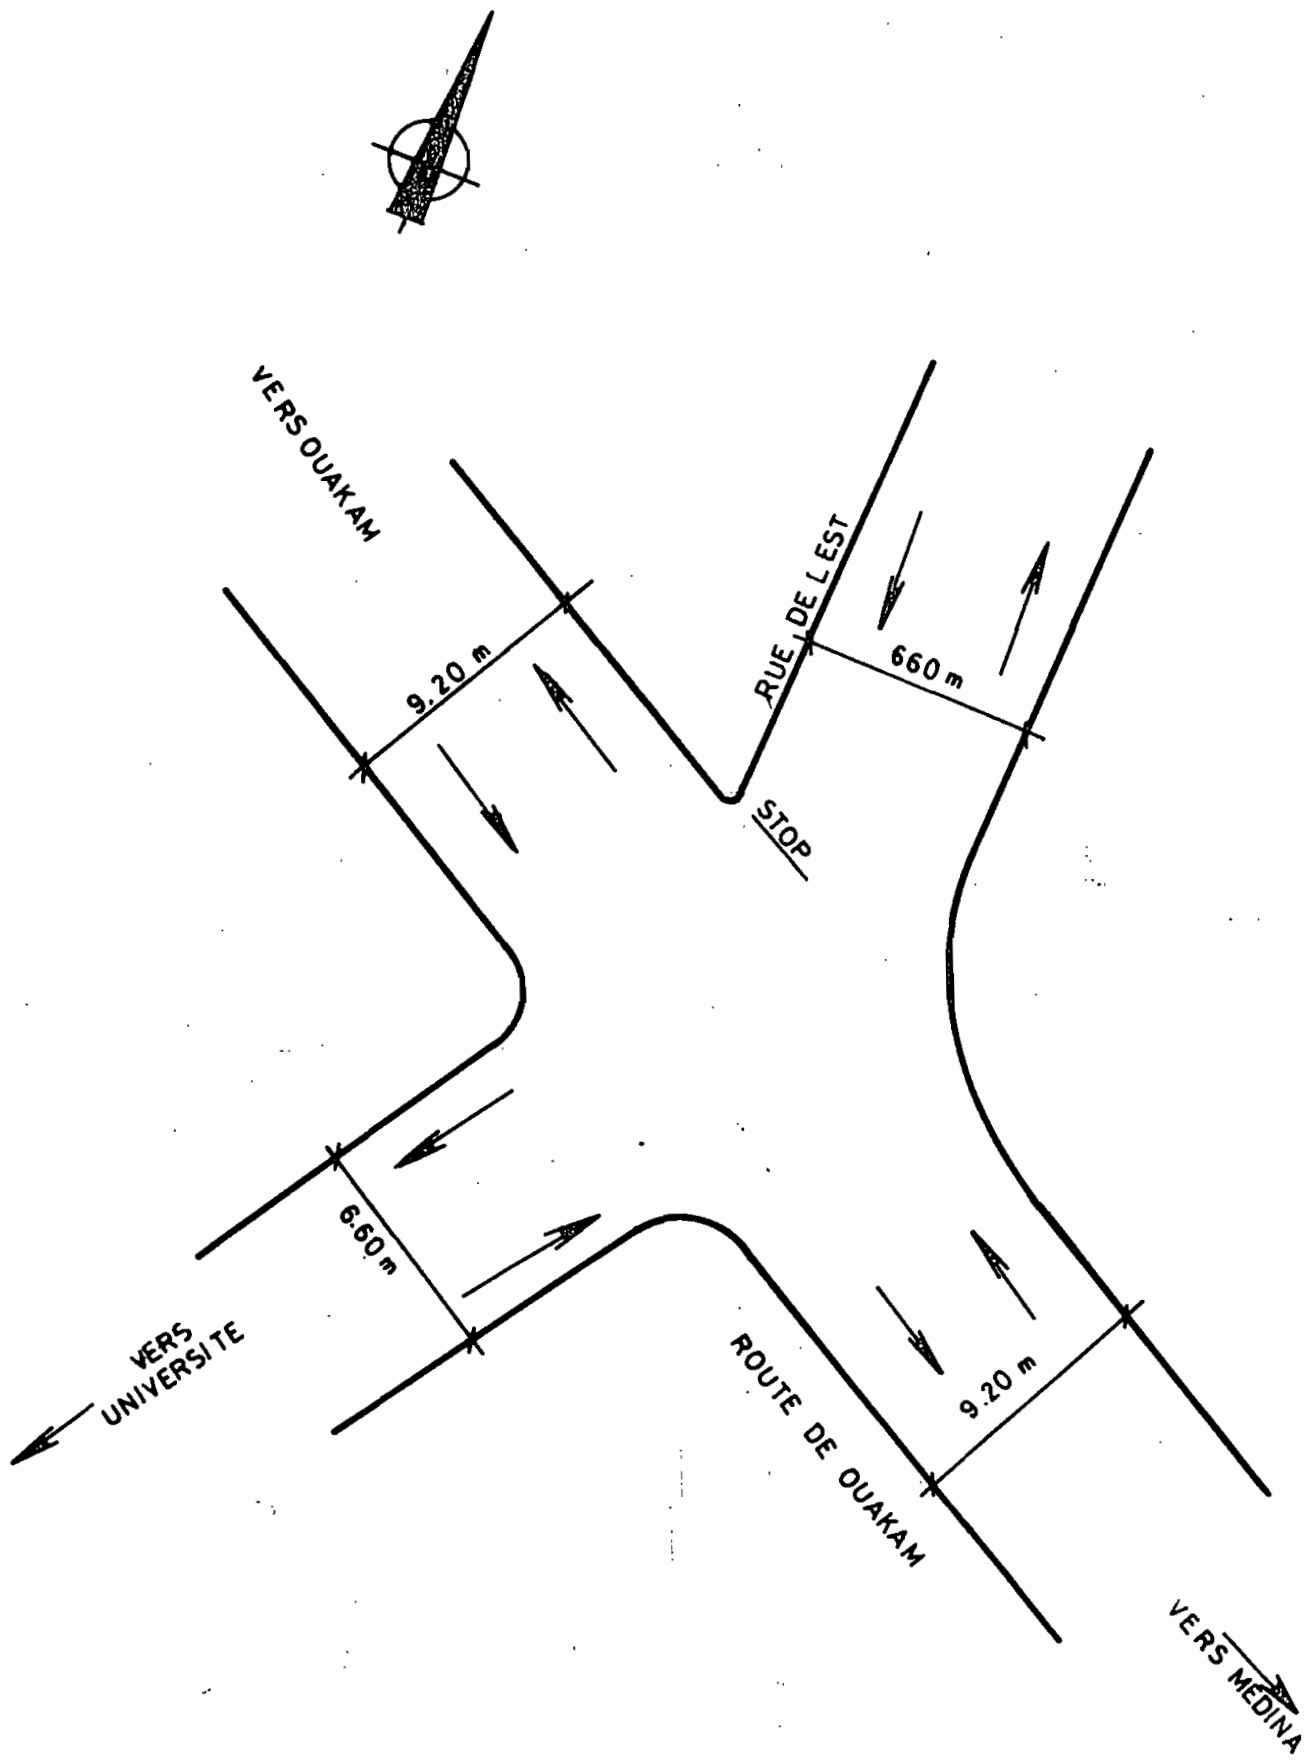 VERS OUAKAM
RUE DE L EST
9.20 m
660 m
STOP
6.60 m
VERS
UNIVERSITE
ROUTE DE OUAKAM
9.20 m
VERS MÉDINA